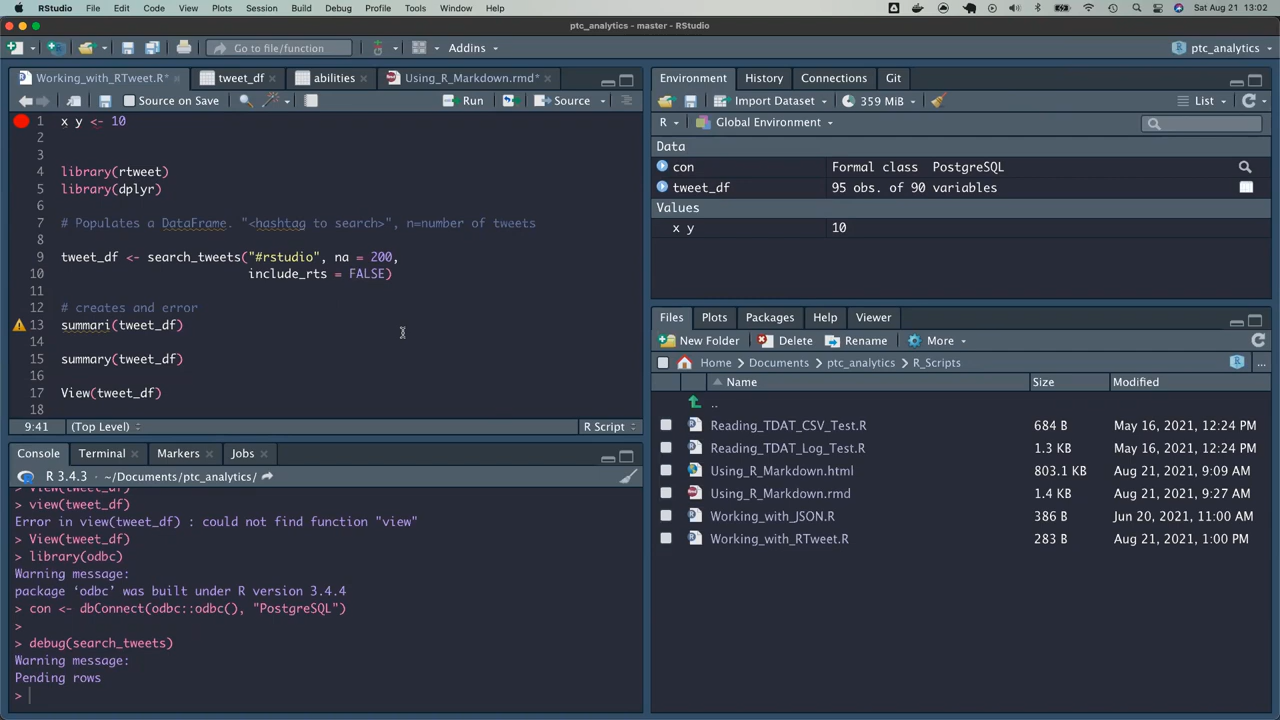 RStudio File Edit Code View Plots Session Build Debug Profile Tools Window Help Sat Aug 21 13:02
ptc_analytics - master - RStudio
Go to file/function Addins ptc_analytics
Working_with_RTweet.R* tweet_df abilities Using_R_Markdown.rmd*
Source on Save Run Source
1 x y <- 10
2
3
4 library(rtweet)
5 library(dplyr)
6
7 # Populates a DataFrame. "<hashtag to search>", n=number of tweets
8
9 tweet_df <- search_tweets("#rstudio", na = 200,
10 include_rts = FALSE)
11
12 # creates and error
13 summari(tweet_df)
14
15 summary(tweet_df)
16
17 View(tweet_df)
18
9:41 (Top Level) R Script
Console Terminal Markers Jobs
R 3.4.3 · ~/Documents/ptc_analytics/
> View(tweet_df)
> view(tweet_df)
Error in view(tweet_df) : could not find function "view"
> View(tweet_df)
> library(odbc)
Warning message:
package ‘odbc’ was built under R version 3.4.4
> con <- dbConnect(odbc::odbc(), "PostgreSQL")
>
> debug(search_tweets)
Warning message:
Pending rows
>
Environment History Connections Git
Import Dataset 359 MiB List
R Global Environment
Data
con Formal class PostgreSQL
tweet_df 95 obs. of 90 variables
Values
x y 10
Files Plots Packages Help Viewer
New Folder Delete Rename More
Home Documents ptc_analytics R_Scripts ...
Name Size Modified
..
Reading_TDAT_CSV_Test.R 684 B May 16, 2021, 12:24 PM
Reading_TDAT_Log_Test.R 1.3 KB May 16, 2021, 12:24 PM
Using_R_Markdown.html 803.1 KB Aug 21, 2021, 9:09 AM
Using_R_Markdown.rmd 1.4 KB Aug 21, 2021, 9:27 AM
Working_with_JSON.R 386 B Jun 20, 2021, 11:00 AM
Working_with_RTweet.R 283 B Aug 21, 2021, 1:00 PM